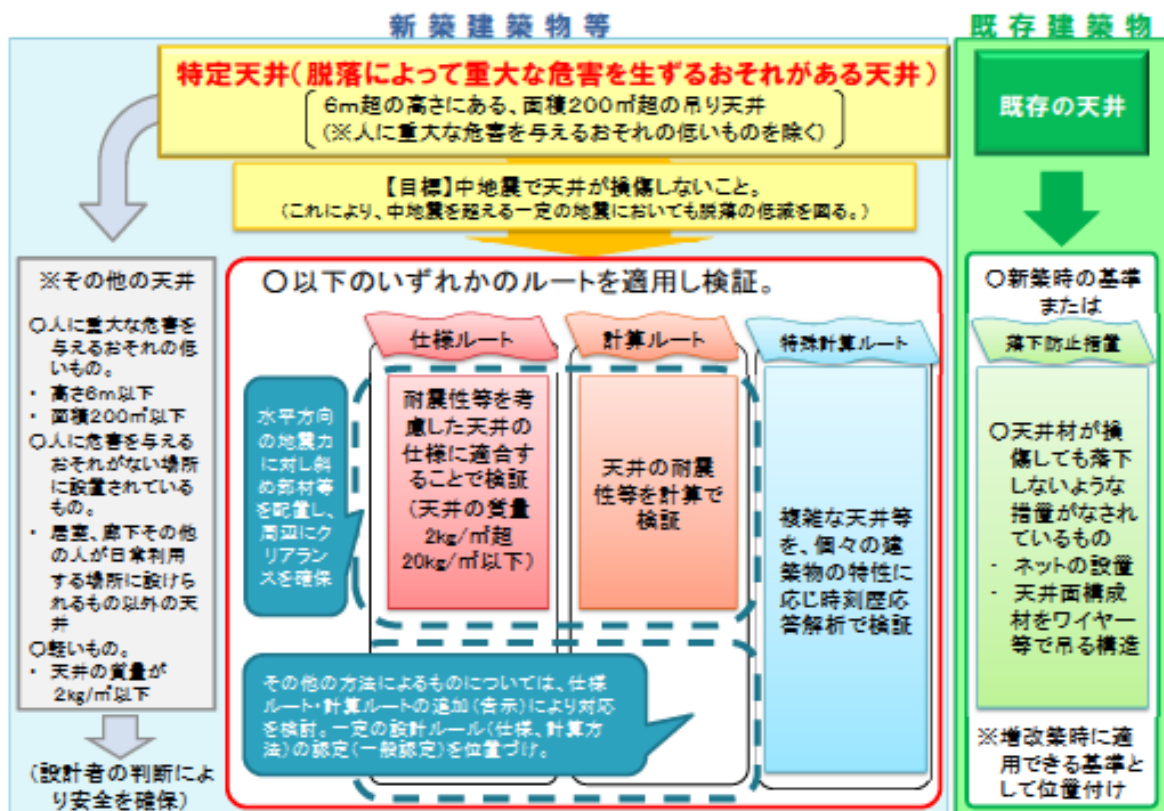 新築建築物等
既存建築物
特定天井(脱落によって重大な危害を生ずるおそれがある天井)
6m超の高さにある、面積200㎡超の吊り天井
(※人に重大な危害を与えるおそれの低いものを除く)
【目標】中地震で天井が損傷しないこと。
(これにより、中地震を超える一定の地震においても脱落の低減を図る。)
※その他の天井
〇人に重大な危害を
与えるおそれの低い
もの。
・ 高さ6m以下
・ 面積200㎡以下
〇人に危害を与える
おそれがない場所
に設置されている
もの。
・ 居室、廊下その他
の人が日常利用
する場所に設けら
れるもの以外の天
井
〇軽いもの。
・ 天井の質量が
2kg/㎡以下
(設計者の判断によ
り安全を確保)
〇以下のいずれかのルートを適用し検証。
仕様ルート
計算ルート
特殊計算ルート
水平方向
の地震力
に対し斜
め部材等
を配置し、
周辺にク
リアラン
スを確保
耐震性等を考
慮した天井の
仕様に適合す
ることで検証
(天井の質量
2kg/㎡超
20kg/㎡以下)
天井の耐震
性等を計算で
検証
複雑な天井等
を、個々の建
築物の特性に
応じ時刻歴応
答解析で検証
その他の方法によるものについては、仕様
ルート・計算ルートの追加(告示)により対応
を検討。一定の設計ルール(仕様、計算方
法)の認定(一般認定)を位置づけ。
既存の天井
〇新築時の基準
または
落下防止措置
〇天井材が損
傷しても落下
しないような
措置がなされ
ているもの
・ ネットの設置
・ 天井面構成
材をワイヤー
等で吊る構造
※増改築時に適
用できる基準と
して位置付け